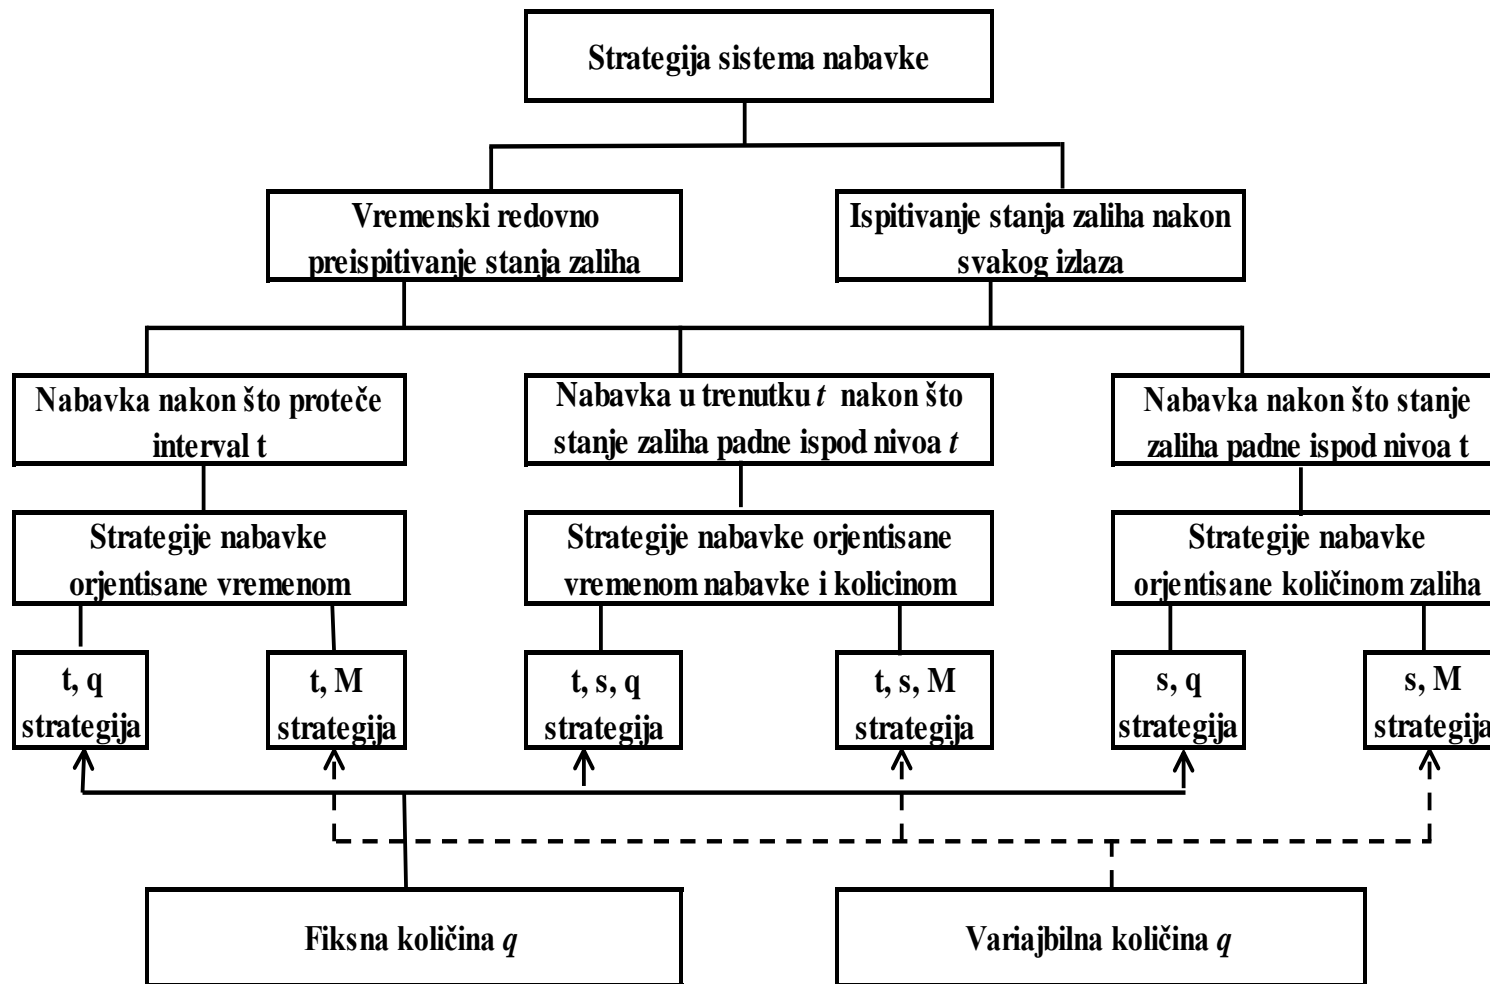 Strategija sistema nabavke
Vremenski redovno
preispitivanje stanja zaliha
Ispitivanje stanja zaliha nakon
svakog izlaza
Nabavka nakon što proteče
interval t
Nabavka u trenutku t nakon što
stanje zaliha padne ispod nivoa t
Nabavka nakon što stanje
zaliha padne ispod nivoa t
Strategije nabavke
orjentisane vremenom
Strategije nabavke orjentisane
vremenom nabavke i kolicinom
Strategije nabavke
orjentisane količinom zaliha
t, q
strategija
t, M
strategija
t, s, q
strategija
t, s, M
strategija
s, q
strategija
s, M
strategija
Fiksna količina q
Variajbilna količina q